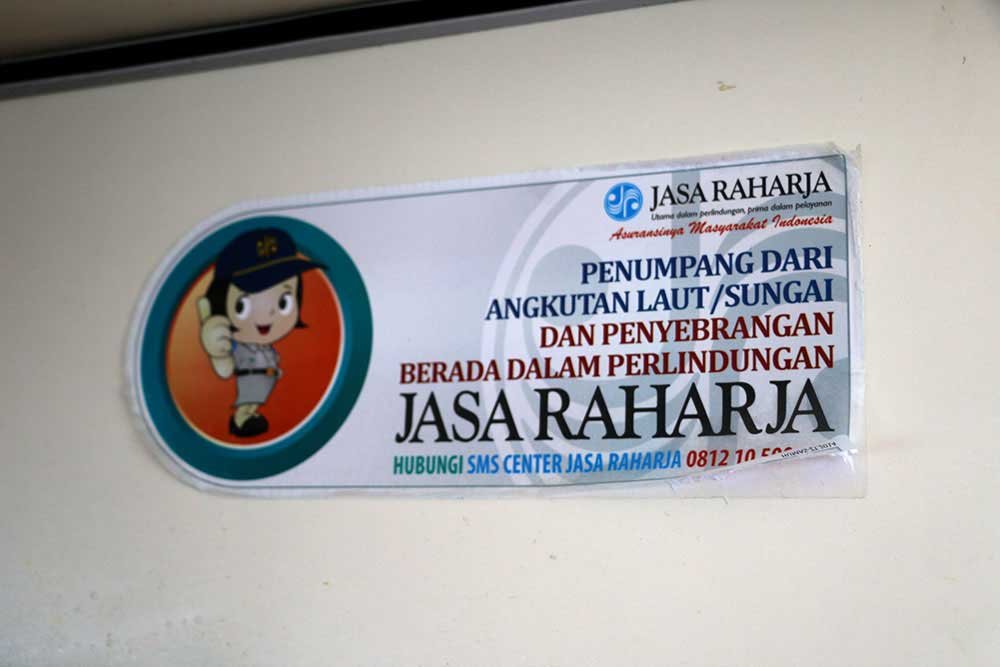 JASA RAHARJA
Utama dalam perlindungan, prima dalam pelayanan
Asuransinya Masyarakat Indonesia
PENUMPANG DARI
ANGKUTAN LAUT/SUNGAI
DAN PENYEBRANGAN
BERADA DALAM PERLINDUNGAN
JASA RAHARJA
HUBUNGI SMS CENTER JASA RAHARJA 0812 10